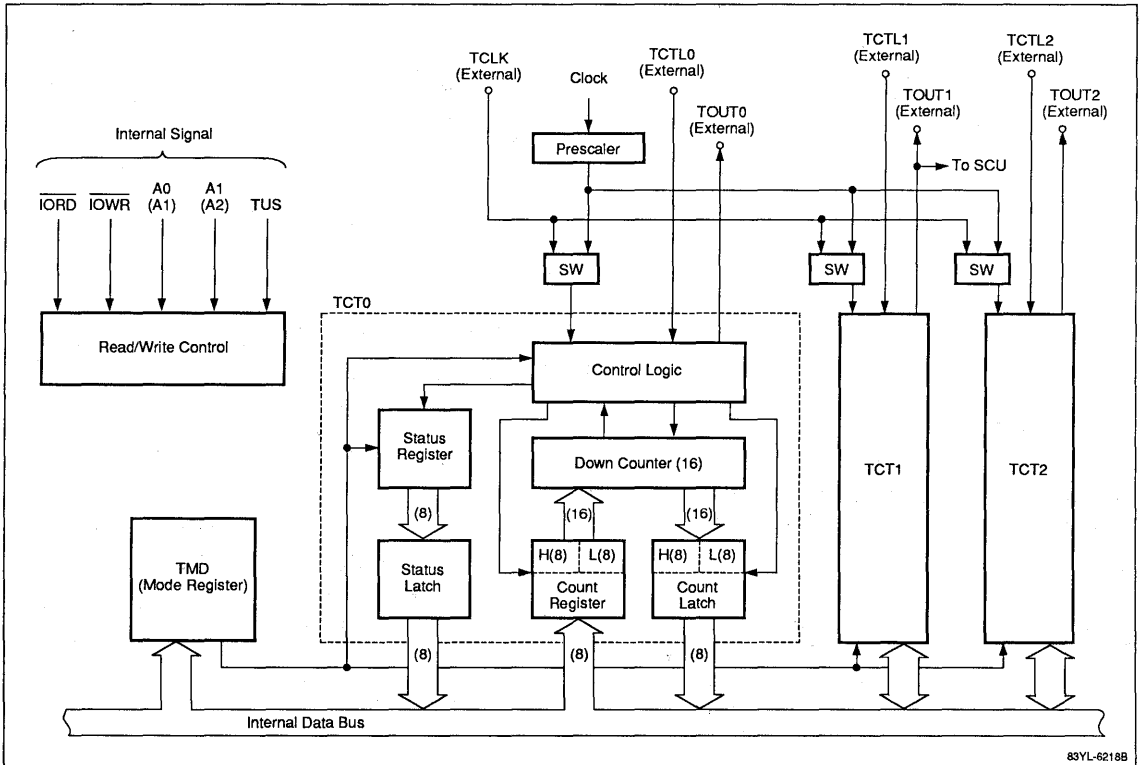 TCLK
(External)
Clock
TCTL0
(External)
TOUT0
(External)
TCTL1
(External)
TOUT1
(External)
To SCU
TCTL2
(External)
TOUT2
(External)
Internal Signal
IORD
IOWR
A0
(A1)
A1
(A2)
TUS
Read/Write Control
Prescaler
SW
SW
SW
TCT0
Control Logic
Status
Register
Down Counter (16)
TCT1
TCT2
(8)
(16)
(16)
TMD
(Mode Register)
Status
Latch
H(8)
L(8)
Count
Register
H(8)
L(8)
Count
Latch
(8)
(8)
(8)
Internal Data Bus
83YL-6218B